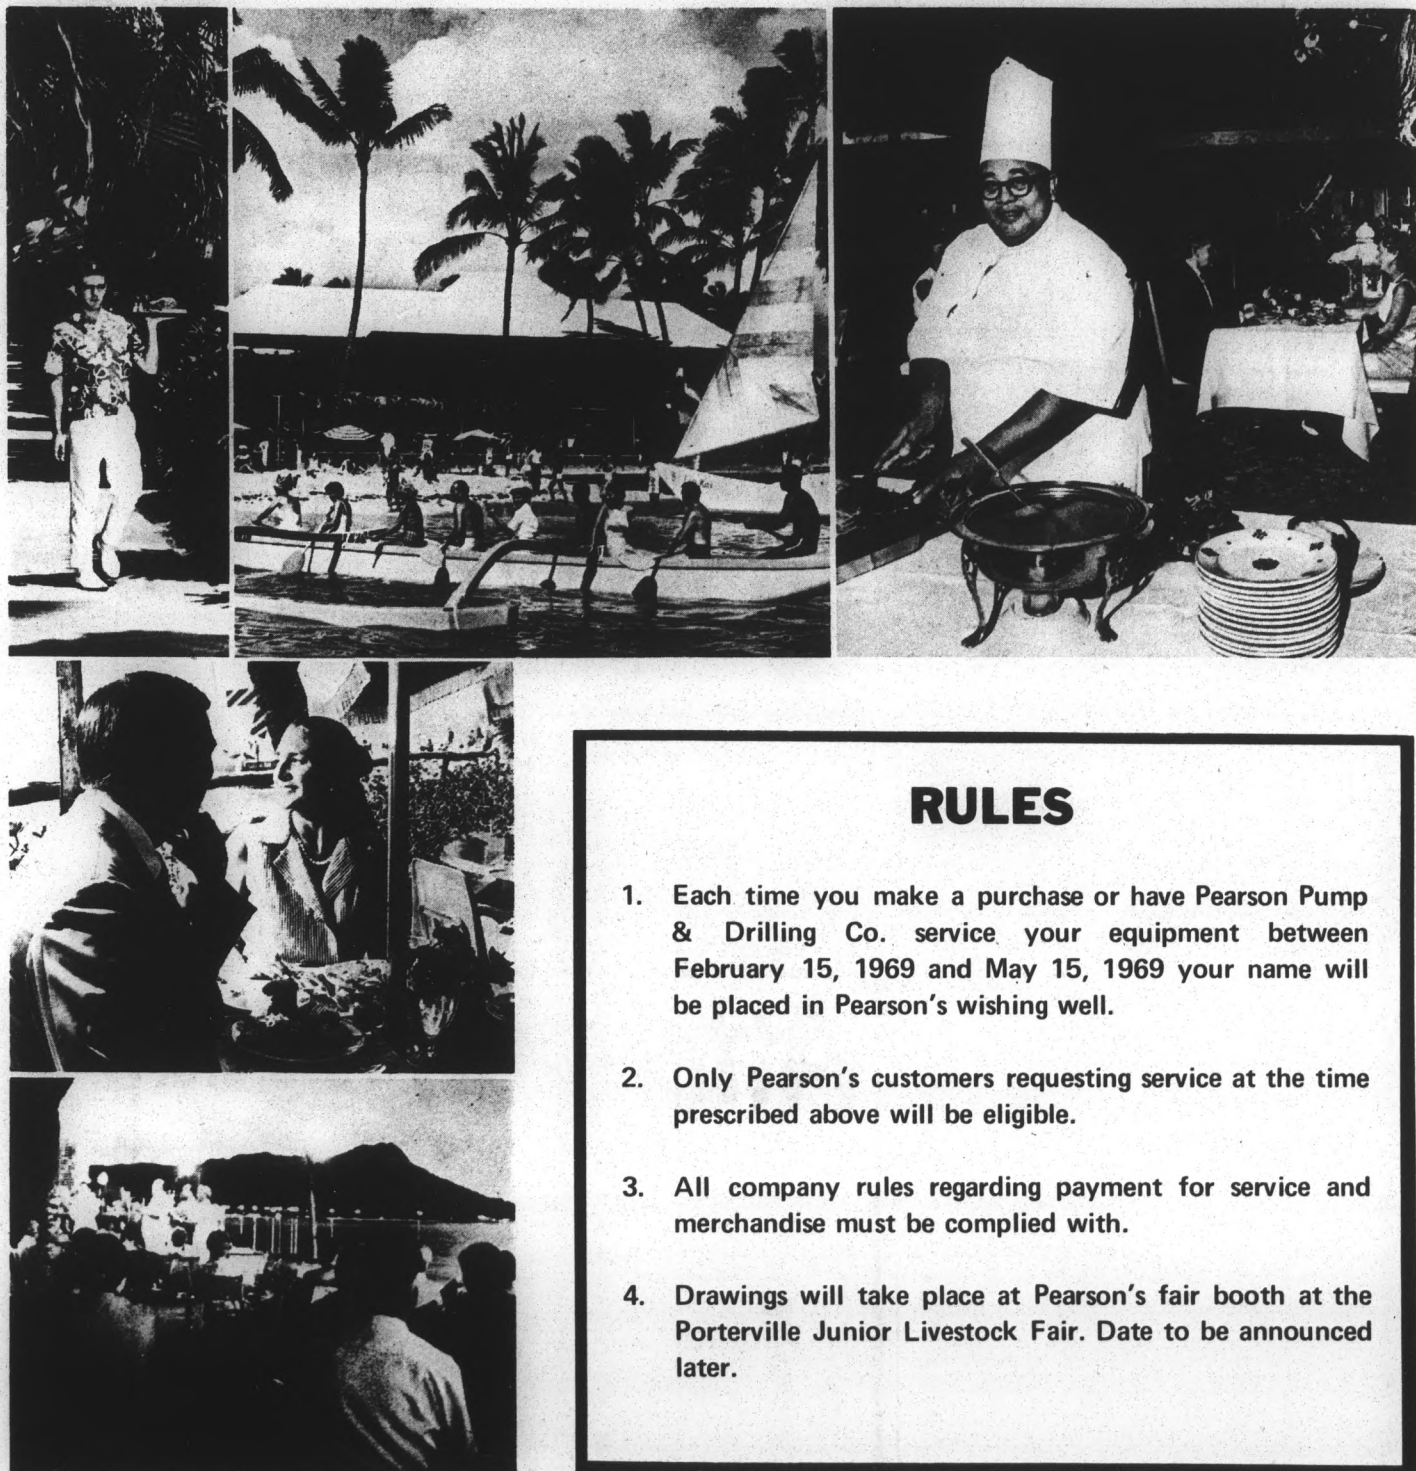 RULES
1. Each time you make a purchase or have Pearson Pump
& Drilling Co. service your equipment between
February 15, 1969 and May 15, 1969 your name will
be placed in Pearson's wishing well.
2. Only Pearson's customers requesting service at the time
prescribed above will be eligible.
3. All company rules regarding payment for service and
merchandise must be complied with.
4. Drawings will take place at Pearson's fair booth at the
Porterville Junior Livestock Fair. Date to be announced
later.